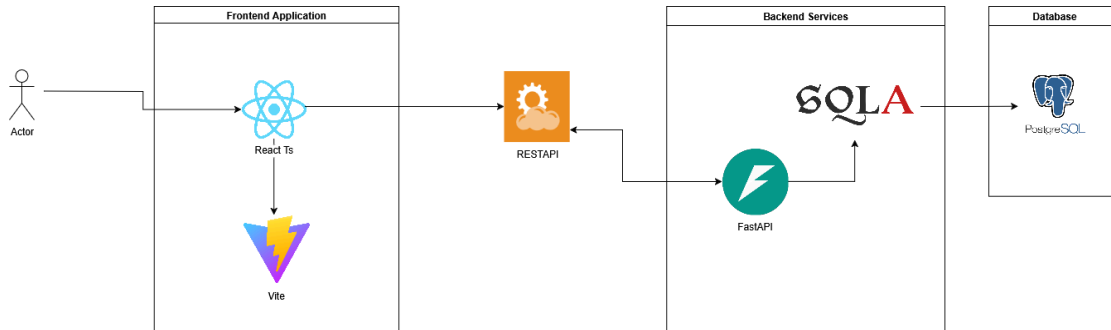 Frontend Application
Backend Services
Database
Actor
React Ts
Vite
RESTAPI
FastAPI
SQLA
PostgreSQL